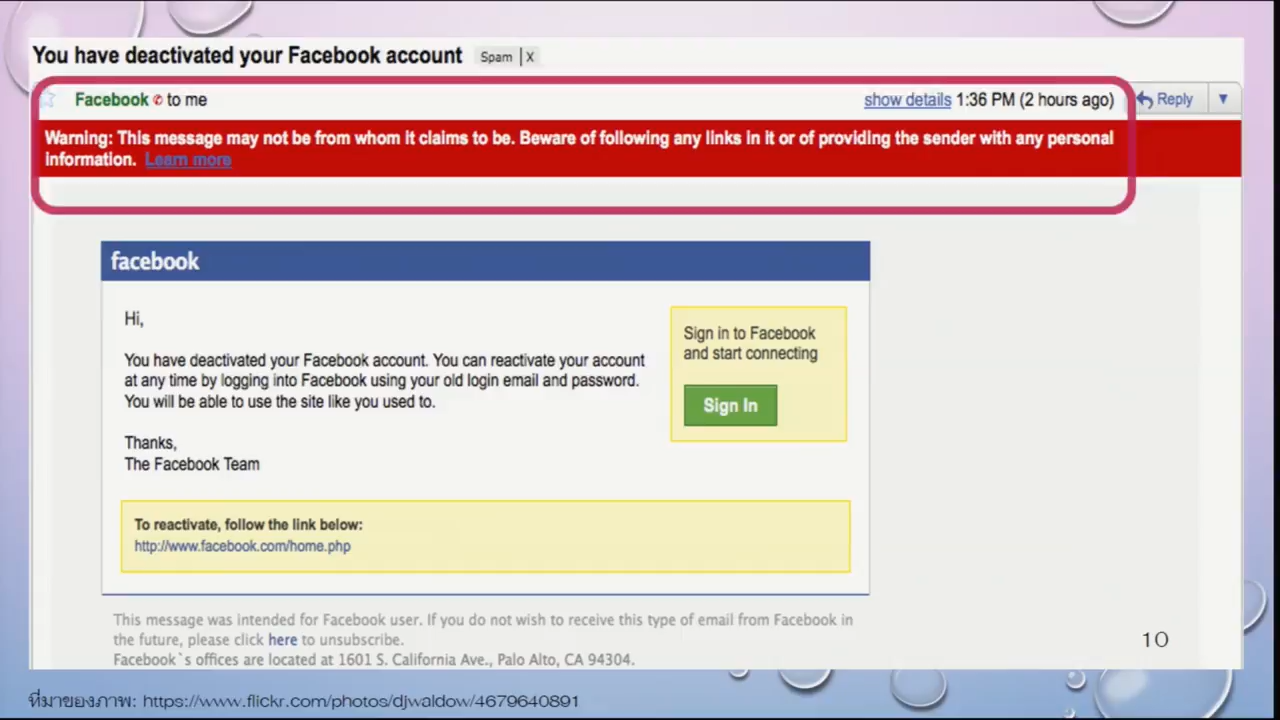 You have deactivated your Facebook account Spam | X
Facebook to me show details 1:36 PM (2 hours ago) Reply
Warning: This message may not be from whom it claims to be. Beware of following any links in it or of providing the sender with any personal
information. Learn more
facebook
Hi,
You have deactivated your Facebook account. You can reactivate your account
at any time by logging into Facebook using your old login email and password.
You will be able to use the site like you used to.
Thanks,
The Facebook Team
Sign in to Facebook
and start connecting
Sign In
To reactivate, follow the link below:
http://www.facebook.com/home.php
This message was intended for Facebook user. If you do not wish to receive this type of email from Facebook in
the future, please click here to unsubscribe.
Facebook`s offices are located at 1601 S. California Ave., Palo Alto, CA 94304.
10
ที่มาของภาพ: https://www.flickr.com/photos/djwaldow/4679640891